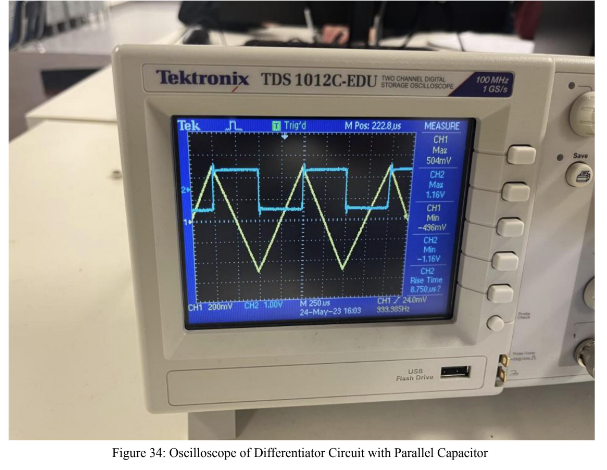 Tektronix TDS 1012C-EDU TWO CHANNEL DIGITAL STORAGE OSCILLOSCOPE 100 MHz 1 GS/s
Tek T Trig'd M Pos: 222.8µs MEASURE
CH1
Max
504mV
CH2
Max
1.16V
CH1
Min
-496mV
CH2
Min
-1.16V
CH2
Rise Time
8.750µs?
2
1
CH1 200mV CH2 1.00V M 250µs CH1 / 24.0mV
24-May-23 16:03
Save
USB
Flash Drive
Figure 34: Oscilloscope of Differentiator Circuit with Parallel Capacitor